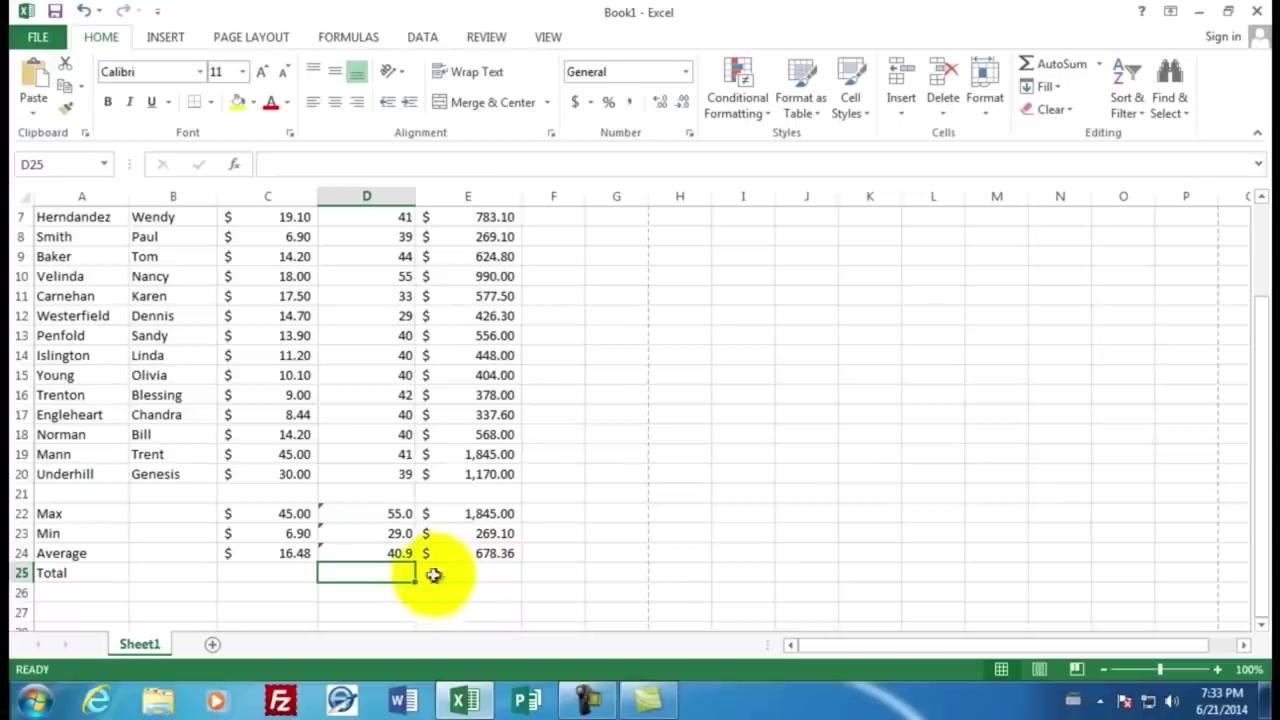 Book1 - Excel
?
FILE HOME INSERT PAGE LAYOUT FORMULAS DATA REVIEW VIEW Sign in
Paste
Calibri 11
Wrap Text
General
Conditional Formatting
Format as Table
Cell Styles
Insert
Delete
Format
AutoSum
Fill
Clear
Sort & Filter
Find & Select
B I U A
Merge & Center
$ % ,
Clipboard Font Alignment Number Styles Cells Editing
D25 fx
A B C D E F G H I J K L M N O P
7 Herndandez Wendy $ 19.10 41 $ 783.10
8 Smith Paul $ 6.90 39 $ 269.10
9 Baker Tom $ 14.20 44 $ 624.80
10 Velinda Nancy $ 18.00 55 $ 990.00
11 Carnehan Karen $ 17.50 33 $ 577.50
12 Westerfield Dennis $ 14.70 29 $ 426.30
13 Penfold Sandy $ 13.90 40 $ 556.00
14 Islington Linda $ 11.20 40 $ 448.00
15 Young Olivia $ 10.10 40 $ 404.00
16 Trenton Blessing $ 9.00 42 $ 378.00
17 Engleheart Chandra $ 8.44 40 $ 337.60
18 Norman Bill $ 14.20 40 $ 568.00
19 Mann Trent $ 45.00 41 $ 1,845.00
20 Underhill Genesis $ 30.00 39 $ 1,170.00
21
22 Max $ 45.00 55.0 $ 1,845.00
23 Min $ 6.90 29.0 $ 269.10
24 Average $ 16.48 40.9 $ 678.36
25 Total
26
27
Sheet1
READY 100%
7:33 PM
6/21/2014